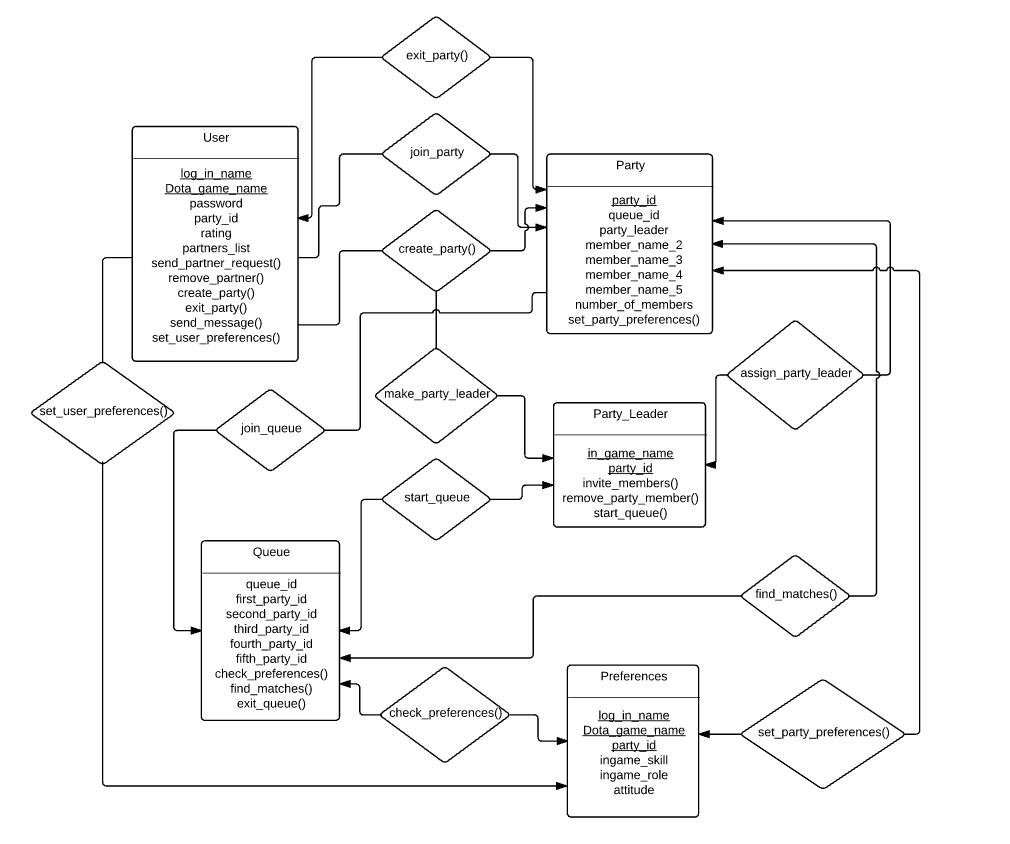 exit_party()
join_party
create_party()
User
log_in_name
Dota_game_name
password
party_id
rating
partners_list
send_partner_request()
remove_partner()
create_party()
exit_party()
send_message()
set_user_preferences()
Party
party_id
queue_id
party_leader
member_name_2
member_name_3
member_name_4
member_name_5
number_of_members
set_party_preferences()
set_user_preferences()
join_queue
make_party_leader
assign_party_leader
Party_Leader
in_game_name
party_id
invite_members()
remove_party_member()
start_queue()
start_queue
Queue
queue_id
first_party_id
second_party_id
third_party_id
fourth_party_id
fifth_party_id
check_preferences()
find_matches()
exit_queue()
find_matches()
check_preferences()
Preferences
log_in_name
Dota_game_name
party_id
ingame_skill
ingame_role
attitude
set_party_preferences()